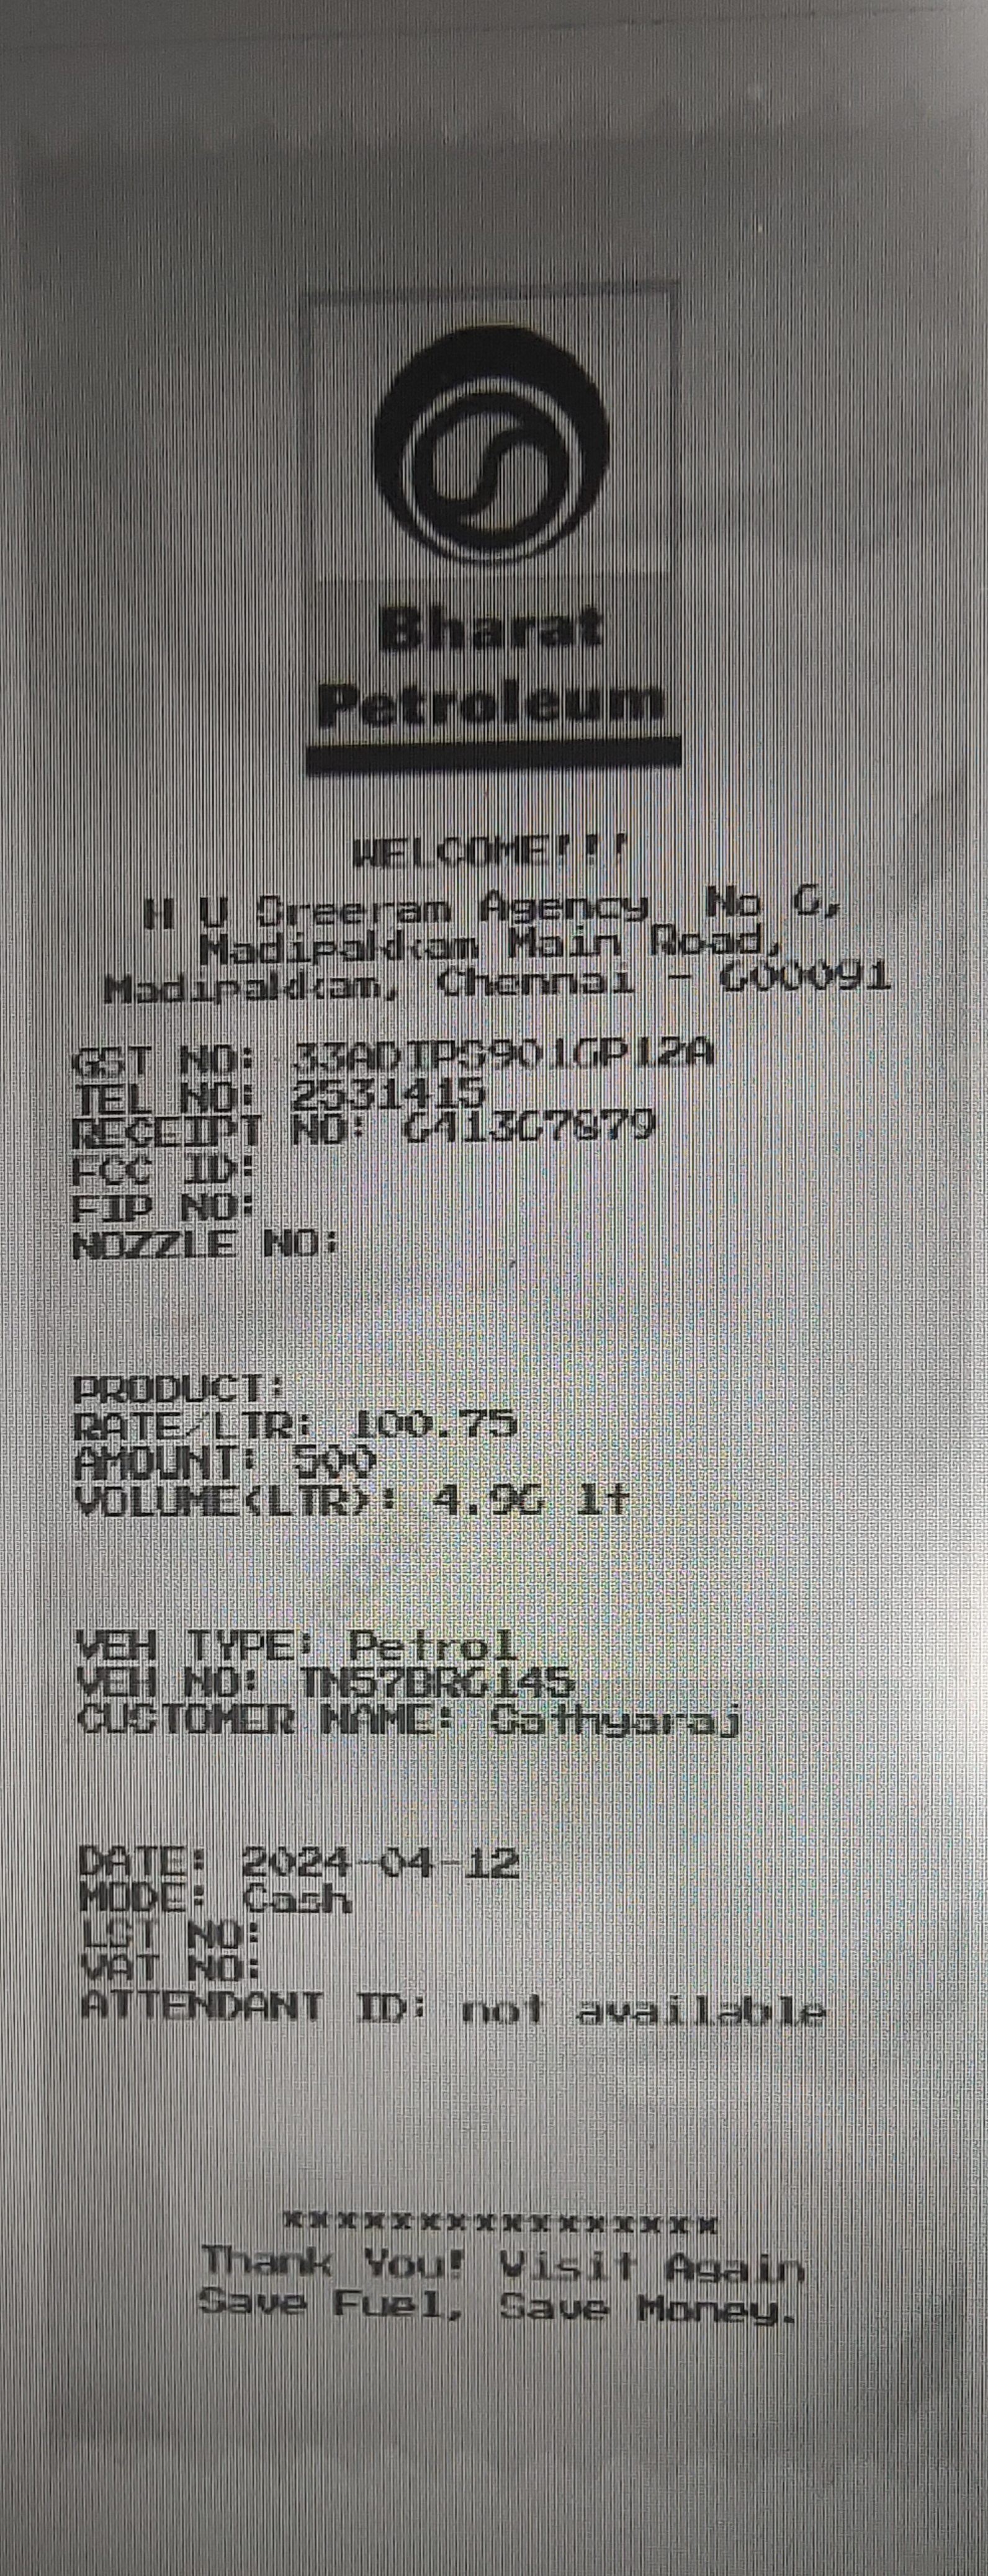 Bharat
Petroleum
WELCOME!!!
H U Sreeram Agency No 6,
Madipakkam Main Road,
Madipakkam, Chennai - 600091
GST NO:
TEL NO: 2531415
RECEIPT NO:
FCC ID:
FIP NO:
NOZZLE NO:
PRODUCT:
RATE/LTR: 100.75
AMOUNT: 500
VOLUME(LTR): 4.96 lt
VEH TYPE: Petrol
VEH NO:
CUSTOMER NAME: Sathyaraj
DATE: 2024-04-12
MODE: Cash
LST NO:
VAT NO:
ATTENDANT ID: not available
Thank You! Visit Again
Save Fuel, Save Money.